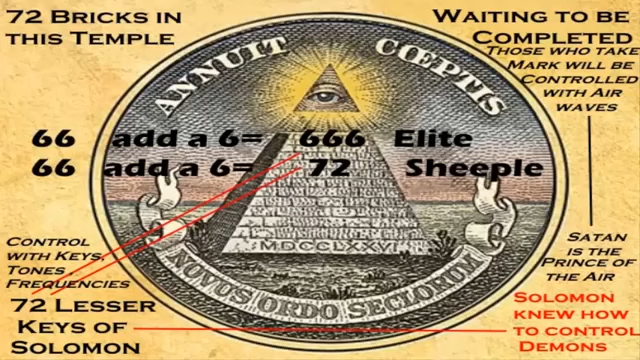 72 Bricks in
this Temple
Waiting to be
Completed
Those who take
Mark will be
Controlled
with Air
waves
ANNUIT CŒPTIS
66 add a 6= 666 Elite
66 add a 6= 72 Sheeple
MDCCLXXVI
NOVUS ORDO SECLORUM
Control
with Keys,
Tones,
Frequencies
72 Lesser
Keys of
Solomon
Satan
is the
Prince of
the Air
Solomon
knew how
to control
Demons